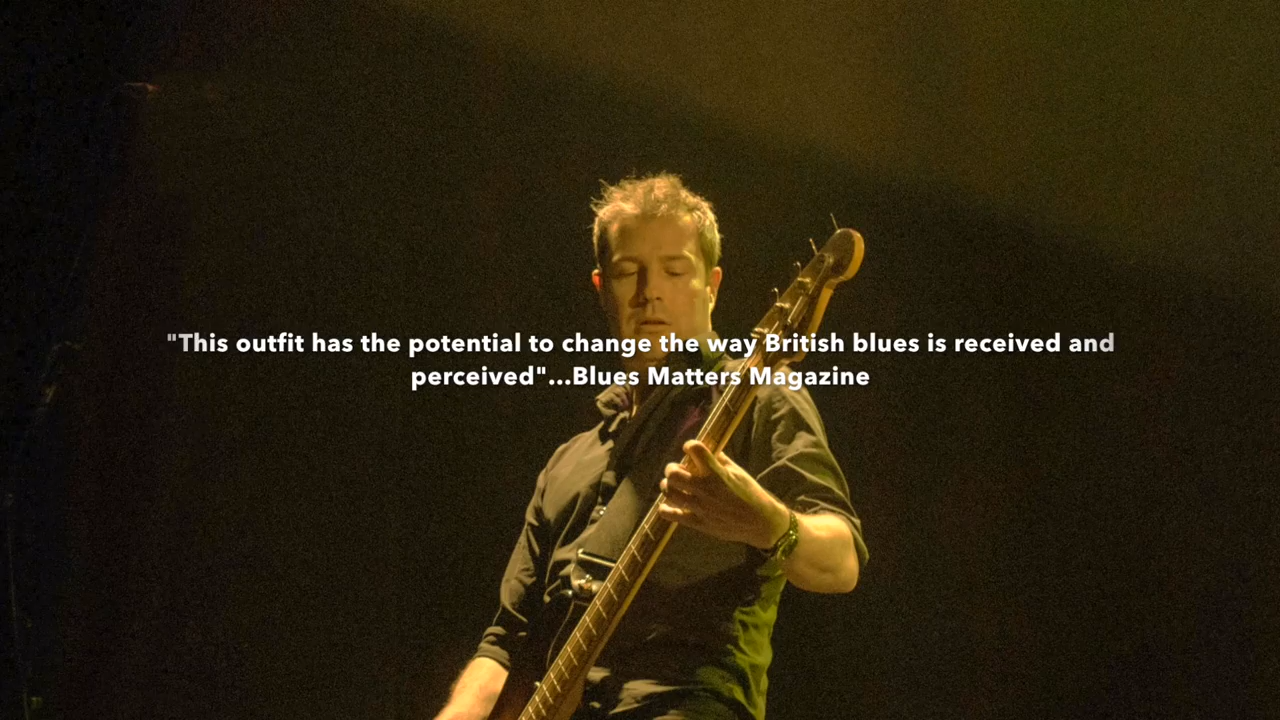 "This outfit has the potential to change the way British blues is received and
perceived"...Blues Matters Magazine